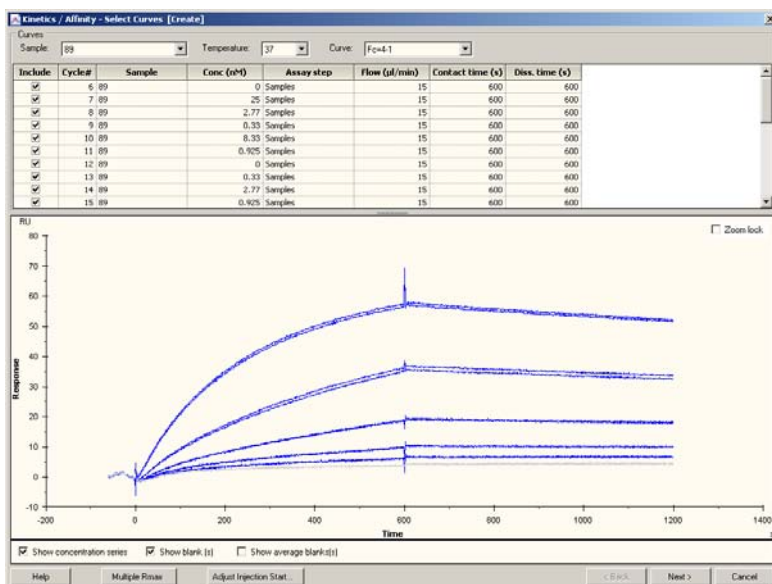 Kinetics / Affinity - Select Curves [Create]
Curves
Sample: 89 Temperature: 37 Curve: Fc=4-1
Include Cycle# Sample Conc (nM) Assay step Flow (µl/min) Contact time (s) Diss. time (s)
6 89 0 Samples 15 600 600
7 89 25 Samples 15 600 600
8 89 2.77 Samples 15 600 600
9 89 0.33 Samples 15 600 600
10 89 8.33 Samples 15 600 600
11 89 0.925 Samples 15 600 600
12 89 0 Samples 15 600 600
13 89 0.33 Samples 15 600 600
14 89 2.77 Samples 15 600 600
15 89 0.925 Samples 15 600 600
RU
Zoom lock
80
70
60
50
40
30
20
10
0
-10
Response
-200 0 200 400 600 800 1000 1200 1400
Time
s
Show concentration series Show blank (s) Show average blanks(s)
Help Multiple Rmax Adjust Injection Start... < Back Next > Cancel